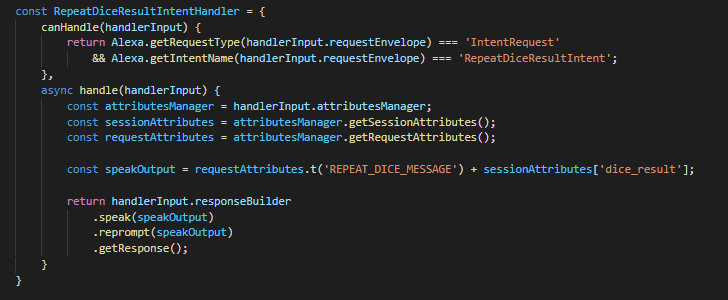 const RepeatDiceResultIntentHandler = {
    canHandle(handlerInput) {
        return Alexa.getRequestType(handlerInput.requestEnvelope) === 'IntentRequest'
            && Alexa.getIntentName(handlerInput.requestEnvelope) === 'RepeatDiceResultIntent';
    },
    async handle(handlerInput) {
        const attributesManager = handlerInput.attributesManager;
        const sessionAttributes = attributesManager.getSessionAttributes();
        const requestAttributes = attributesManager.getRequestAttributes();

        const speakOutput = requestAttributes.t('REPEAT_DICE_MESSAGE') + sessionAttributes['dice_result'];

        return handlerInput.responseBuilder
            .speak(speakOutput)
            .reprompt(speakOutput)
            .getResponse();
    }
}